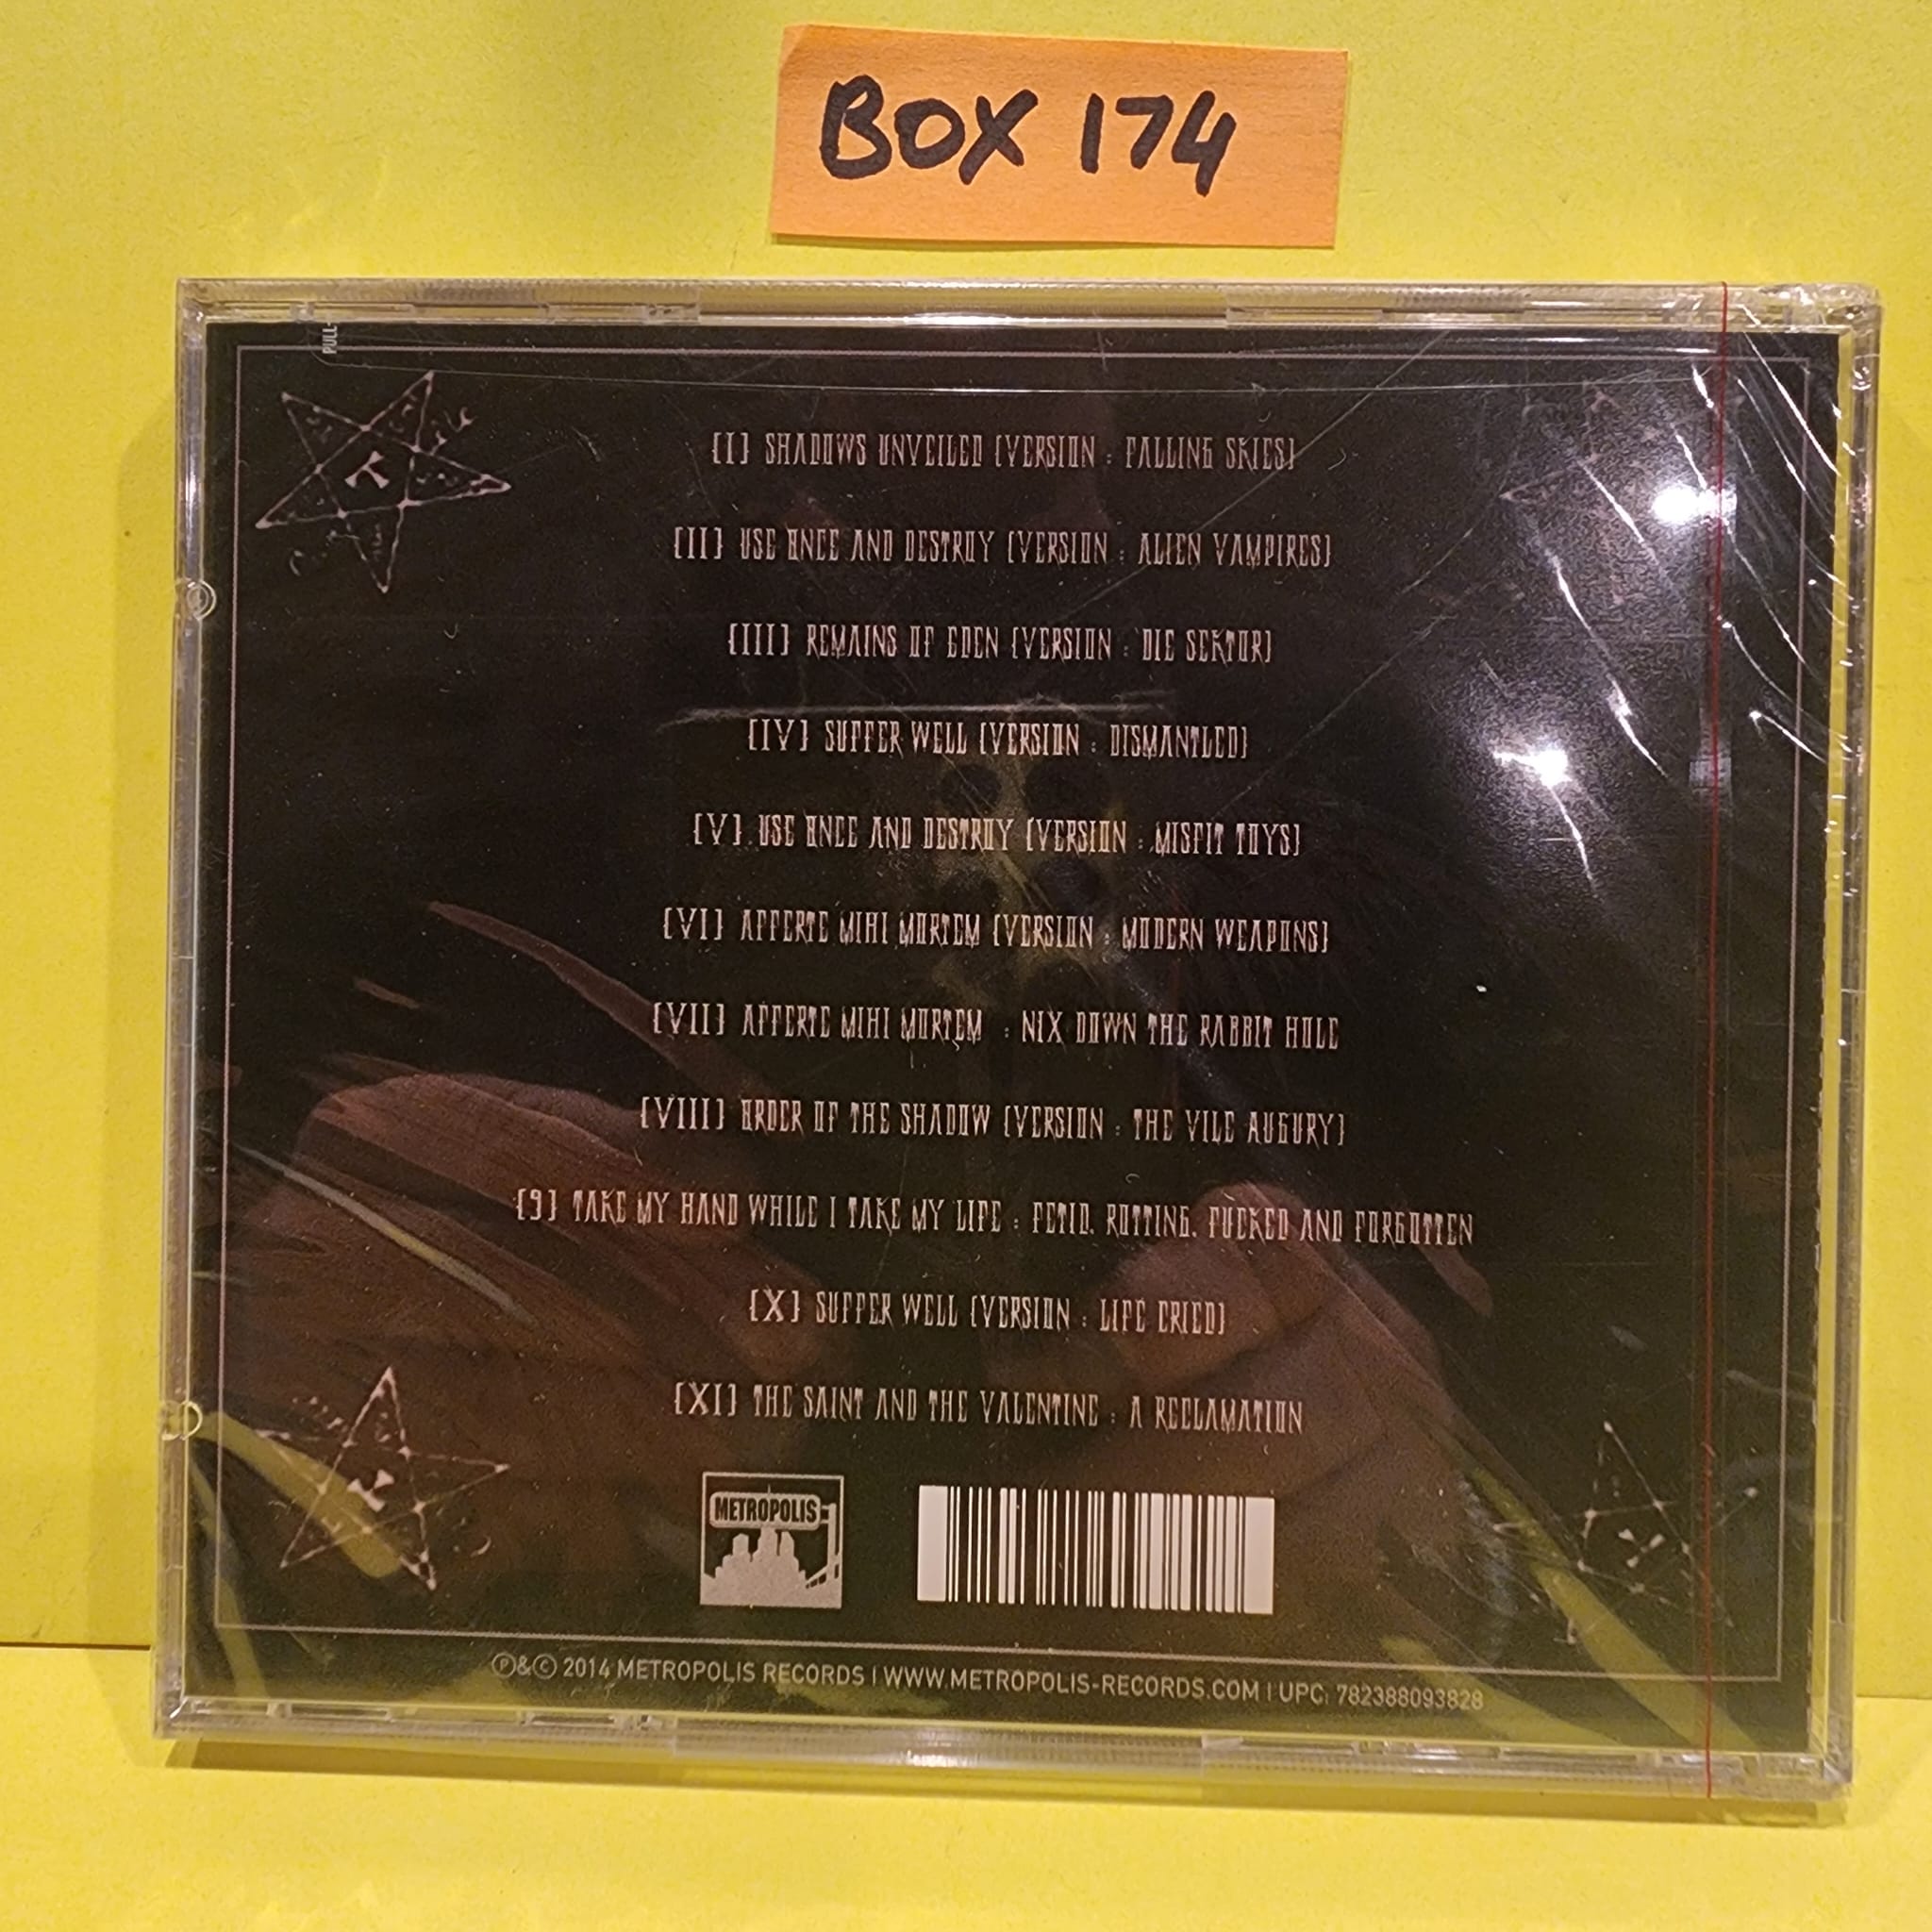 BOX 174
PULL-
[I] SHADOWS UNVEILED [VERSION : FALLING SKIES]
[II] USE ONCE AND DESTROY [VERSION : ALIEN VAMPIRES]
[III] REMAINS OF EDEN [VERSION : DIE SEKTOR]
[IV] SUFFER WELL [VERSION : DISMANTLED]
[V] USE ONCE AND DESTROY [VERSION : MISFIT TOYS]
[VI] AFFERTE MIHI MORTEM [VERSION : MODERN WEAPONS]
[VII] AFFERTE MIHI MORTEM : NIX DOWN THE RABBIT HOLE
[VIII] ORDER OF THE SHADOW [VERSION : THE VILE AUGURY]
[9] TAKE MY HAND WHILE I TAKE MY LIFE : FETID, ROTTING, FUCKED AND FORGOTTEN
[X] SUFFER WELL [VERSION : LIFE CRIED]
[XI] THE SAINT AND THE VALENTINE : A RECLAMATION
METROPOLIS
℗&© 2014 METROPOLIS RECORDS | WWW.METROPOLIS-RECORDS.COM | UPC: 782388093828